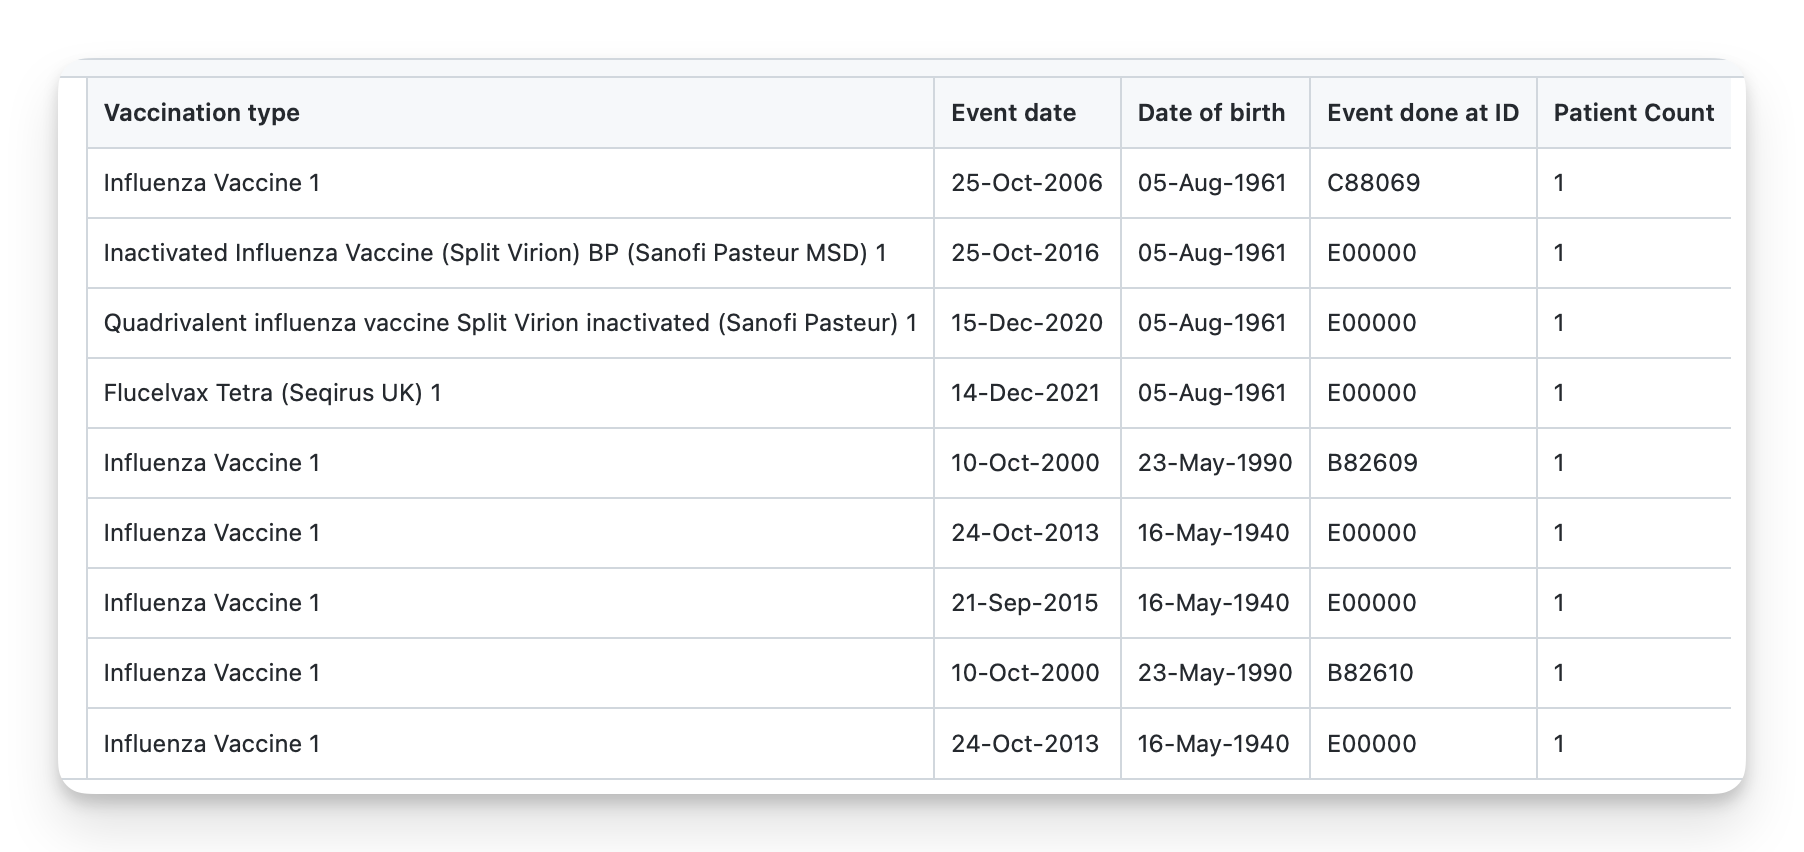 Vaccination type Event date Date of birth Event done at ID Patient Count
Influenza Vaccine 1 25-Oct-2006 05-Aug-1961 C88069 1
Inactivated Influenza Vaccine (Split Virion) BP (Sanofi Pasteur MSD) 1 25-Oct-2016 05-Aug-1961 E00000 1
Quadrivalent influenza vaccine Split Virion inactivated (Sanofi Pasteur) 1 15-Dec-2020 05-Aug-1961 E00000 1
Flucelvax Tetra (Seqirus UK) 1 14-Dec-2021 05-Aug-1961 E00000 1
Influenza Vaccine 1 10-Oct-2000 23-May-1990 B82609 1
Influenza Vaccine 1 24-Oct-2013 16-May-1940 E00000 1
Influenza Vaccine 1 21-Sep-2015 16-May-1940 E00000 1
Influenza Vaccine 1 10-Oct-2000 23-May-1990 B82610 1
Influenza Vaccine 1 24-Oct-2013 16-May-1940 E00000 1